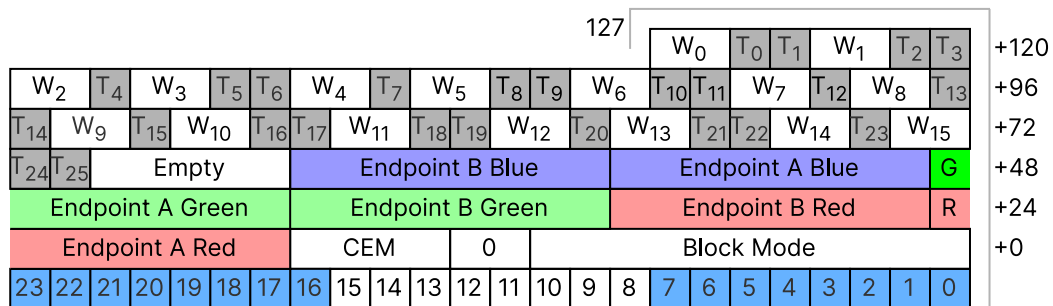 127
W₀ T₀ T₁ W₁ T₂ T₃ +120
W₂ T₄ W₃ T₅ T₆ W₄ T₇ W₅ T₈ T₉ W₆ T₁₀ T₁₁ W₇ T₁₂ W₈ T₁₃ +96
T₁₄ W₉ T₁₅ W₁₀ T₁₆ T₁₇ W₁₁ T₁₈ T₁₉ W₁₂ T₂₀ W₁₃ T₂₁ T₂₂ W₁₄ T₂₃ W₁₅ +72
T₂₄ T₂₅ Empty Endpoint B Blue Endpoint A Blue G +48
Endpoint A Green Endpoint B Green Endpoint B Red R +24
Endpoint A Red CEM 0 Block Mode +0
23 22 21 20 19 18 17 16 15 14 13 12 11 10 9 8 7 6 5 4 3 2 1 0